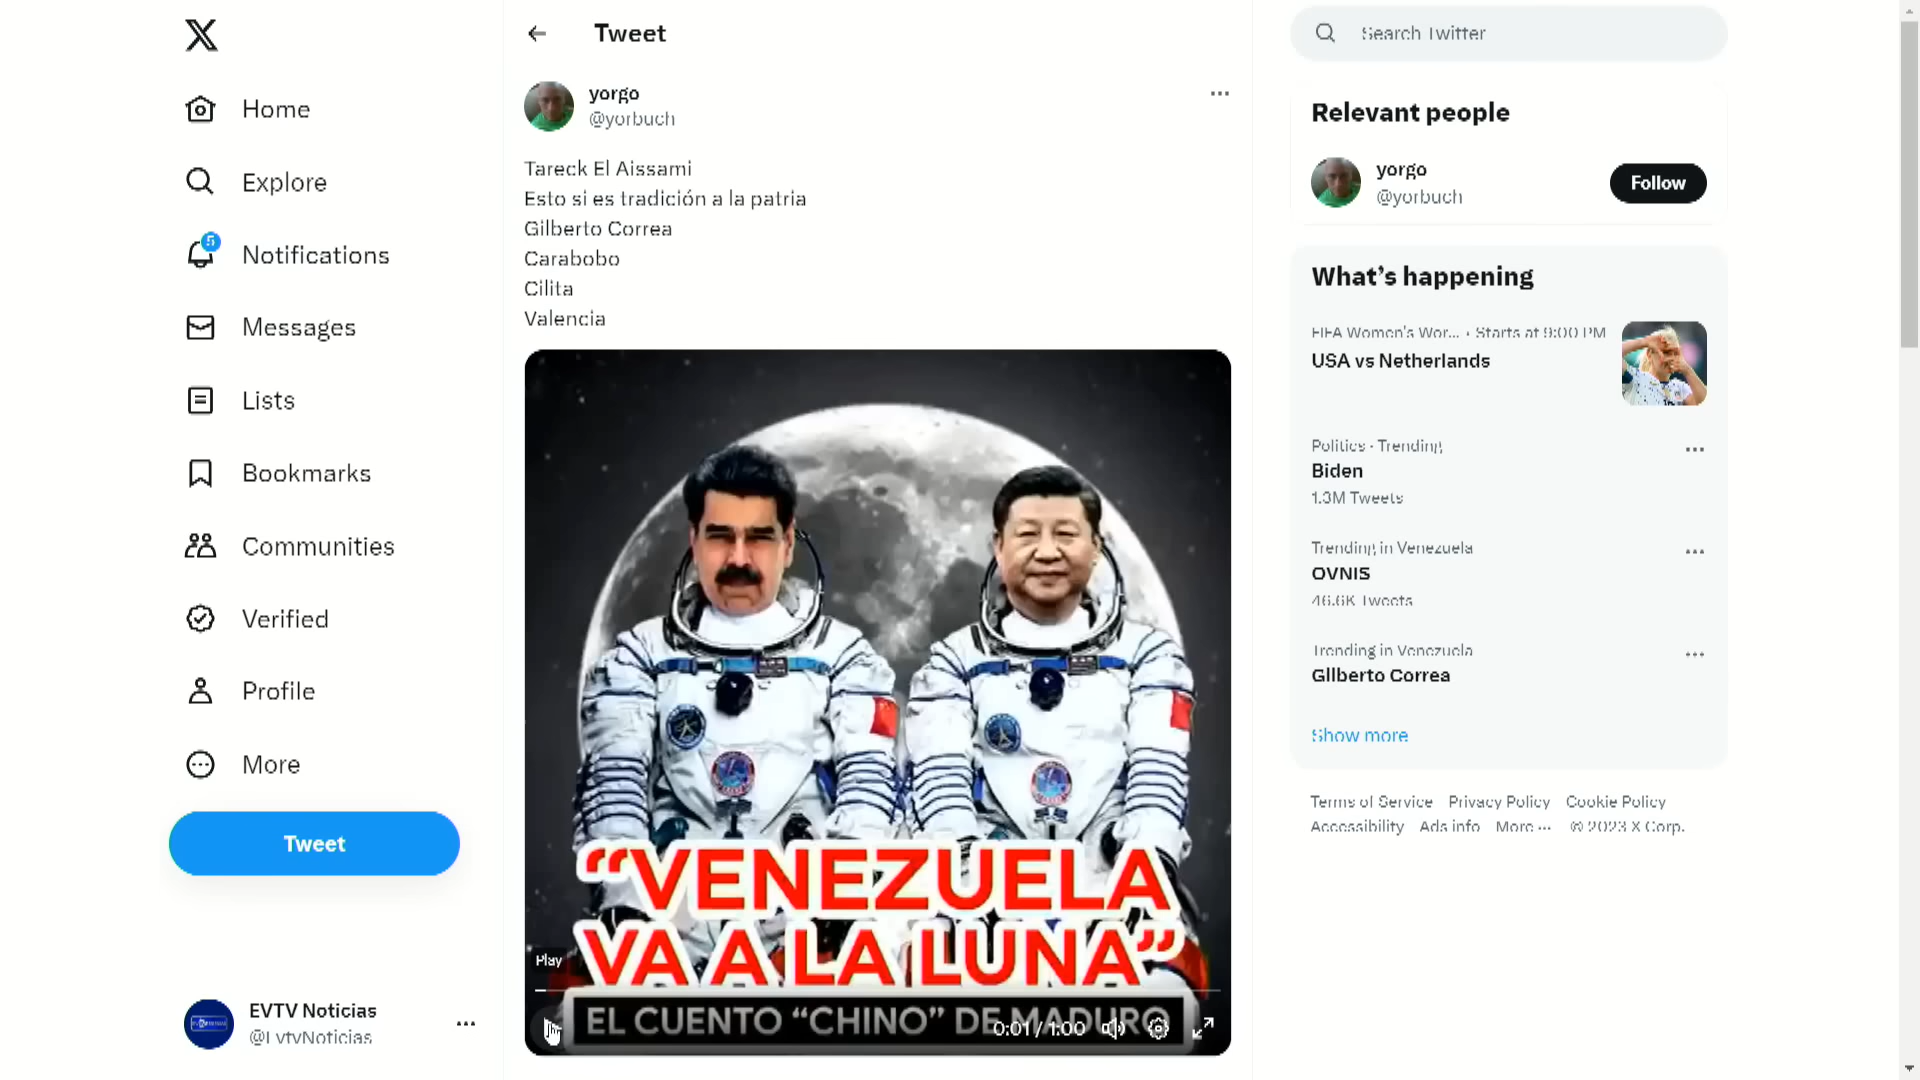 Home
Explore
5
Notifications
Messages
Lists
Bookmarks
Communities
Verified
Profile
More
Tweet
EVTV Noticias
@EvtvNoticias
Tweet
yorgo
@yorbuch
Tareck El Aissami
Esto si es tradición a la patria
Gilberto Correa
Carabobo
Cilita
Valencia
“VENEZUELA
VA A LA LUNA”
Play
EL CUENTO “CHINO” DE MADURO
0:01 / 1:00
Search Twitter
Relevant people
yorgo
@yorbuch
Follow
What’s happening
FIFA Women's Wor... · Starts at 9:00 PM
USA vs Netherlands
Politics · Trending
Biden
1.3M Tweets
Trending in Venezuela
OVNIS
46.6K Tweets
Trending in Venezuela
Gilberto Correa
Show more
Terms of Service Privacy Policy Cookie Policy
Accessibility Ads info More ··· © 2023 X Corp.